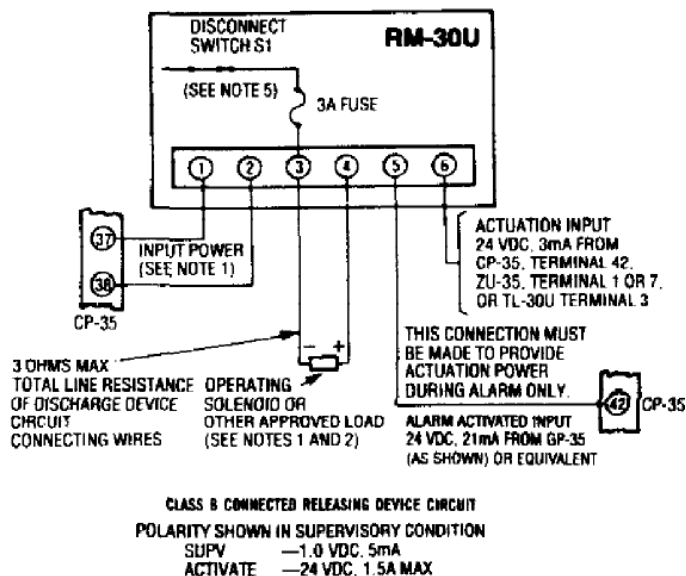 DISCONNECT
SWITCH S1
RM-30U
(SEE NOTE 5)
3A FUSE
1 2 3 4 5 6
37
38
CP-35
INPUT POWER
(SEE NOTE 1)
ACTUATION INPUT
24 VDC, 3mA FROM
CP-35, TERMINAL 42,
ZU-35, TERMINAL 1 OR 7,
OR TL-30U TERMINAL 3
THIS CONNECTION MUST
BE MADE TO PROVIDE
ACTUATION POWER
DURING ALARM ONLY.
42
CP-35
ALARM ACTIVATED INPUT
24 VDC, 21mA FROM GP-35
(AS SHOWN) OR EQUIVALENT
3 OHMS MAX
TOTAL LINE RESISTANCE
OF DISCHARGE DEVICE
CIRCUIT
CONNECTING WIRES
– +
OPERATING
SOLENOID OR
OTHER APPROVED LOAD
(SEE NOTES 1 AND 2)
CLASS B CONNECTED RELEASING DEVICE CIRCUIT
POLARITY SHOWN IN SUPERVISORY CONDITION
SUPV —1.0 VDC, 5mA
ACTIVATE —24 VDC, 1.5A MAX